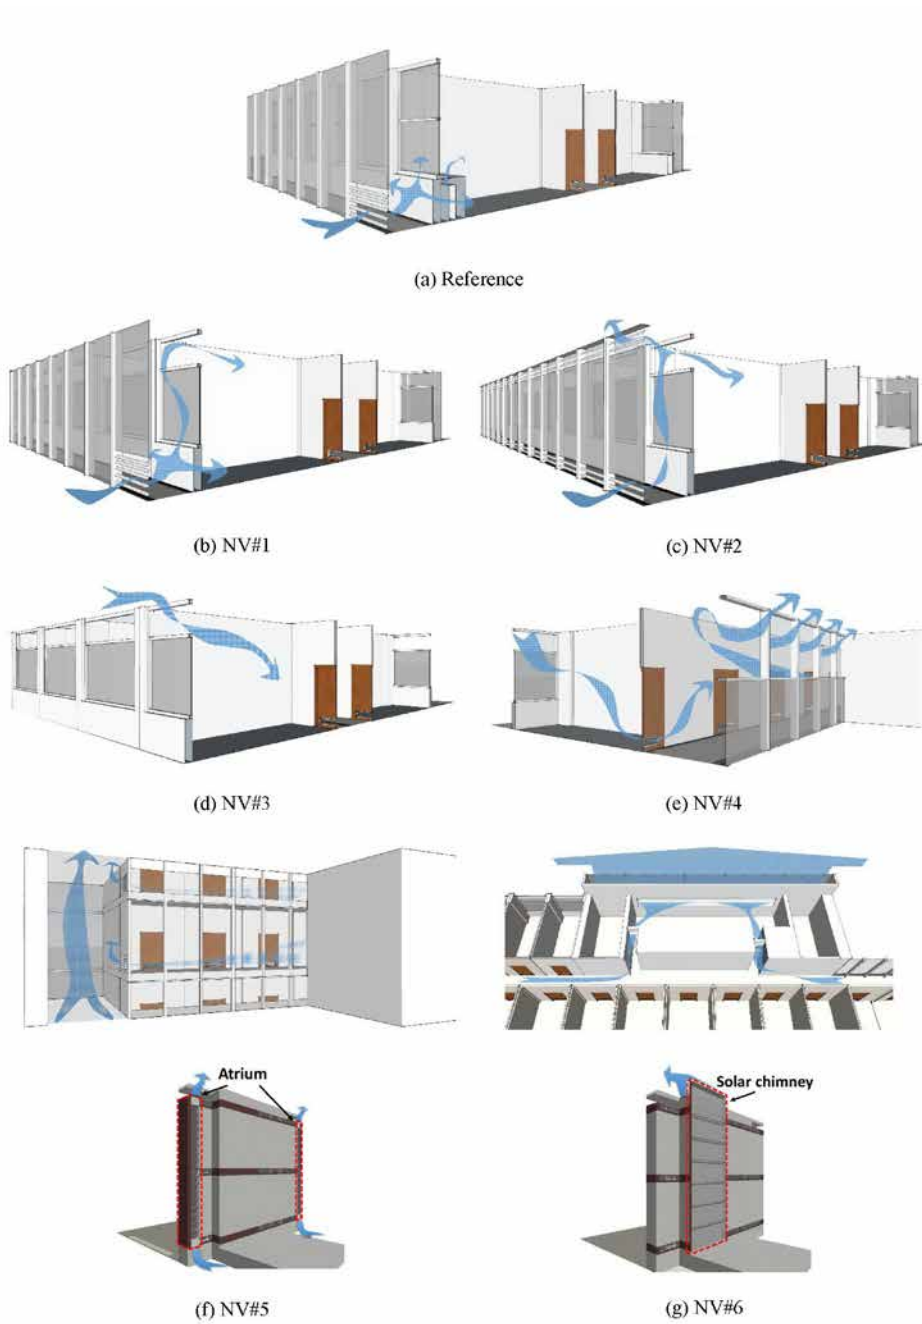 (a) Reference
(b) NV#1
(c) NV#2
(d) NV#3
(e) NV#4
Atrium
Solar chimney
(f) NV#5
(g) NV#6